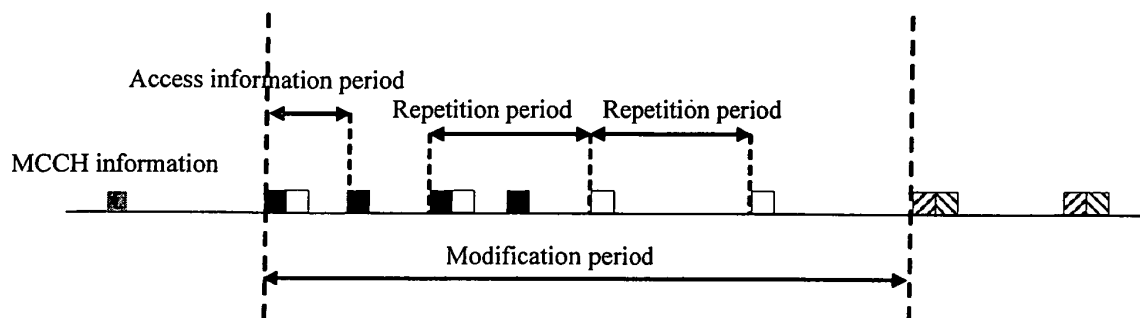 Access information period
Repetition period
Repetition period
MCCH information
Modification period